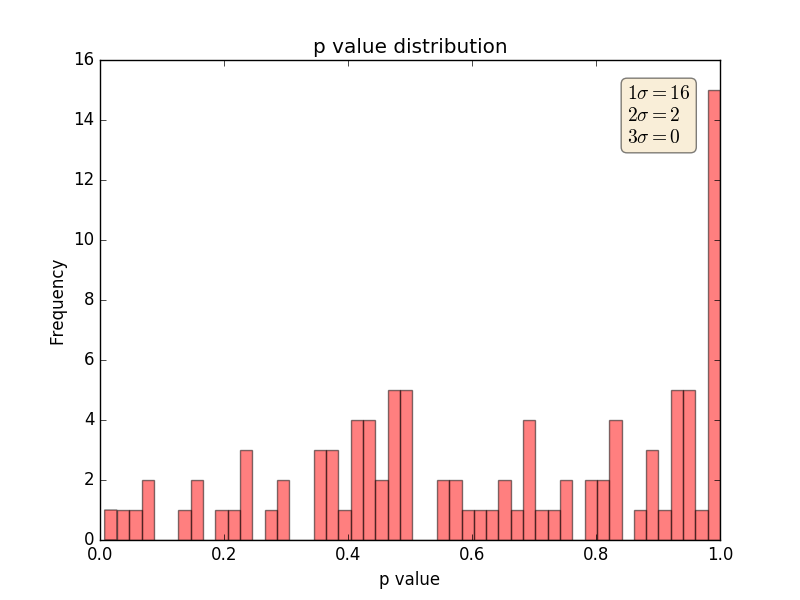 p value distribution
16
14
12
10
8
6
4
2
0
Frequency
1σ = 16
2σ = 2
3σ = 0
0.0 0.2 0.4 0.6 0.8 1.0
p value